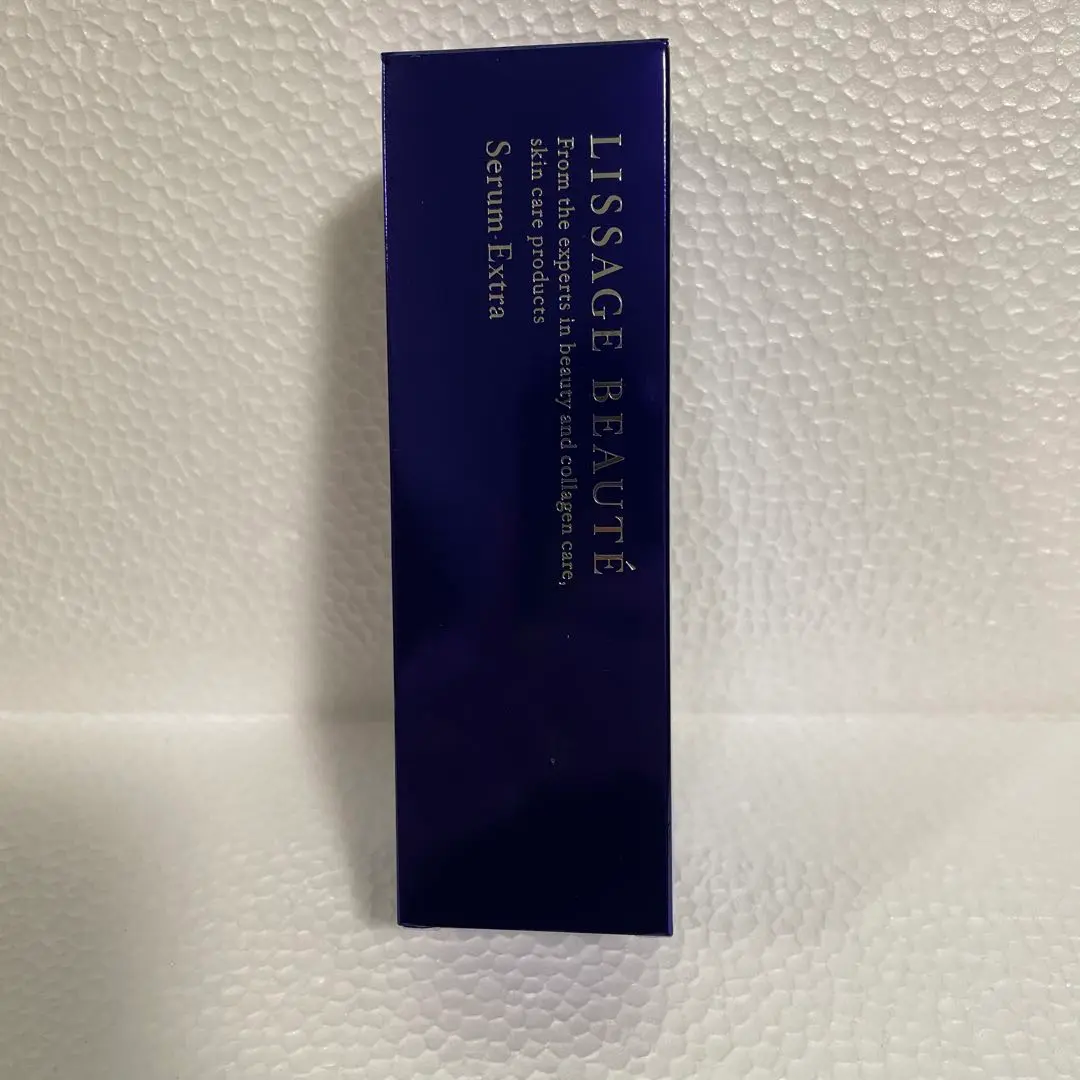 LISSAGE BEAUTÉ
From the experts in beauty and collagen care,
skin care products
Serum·Extra